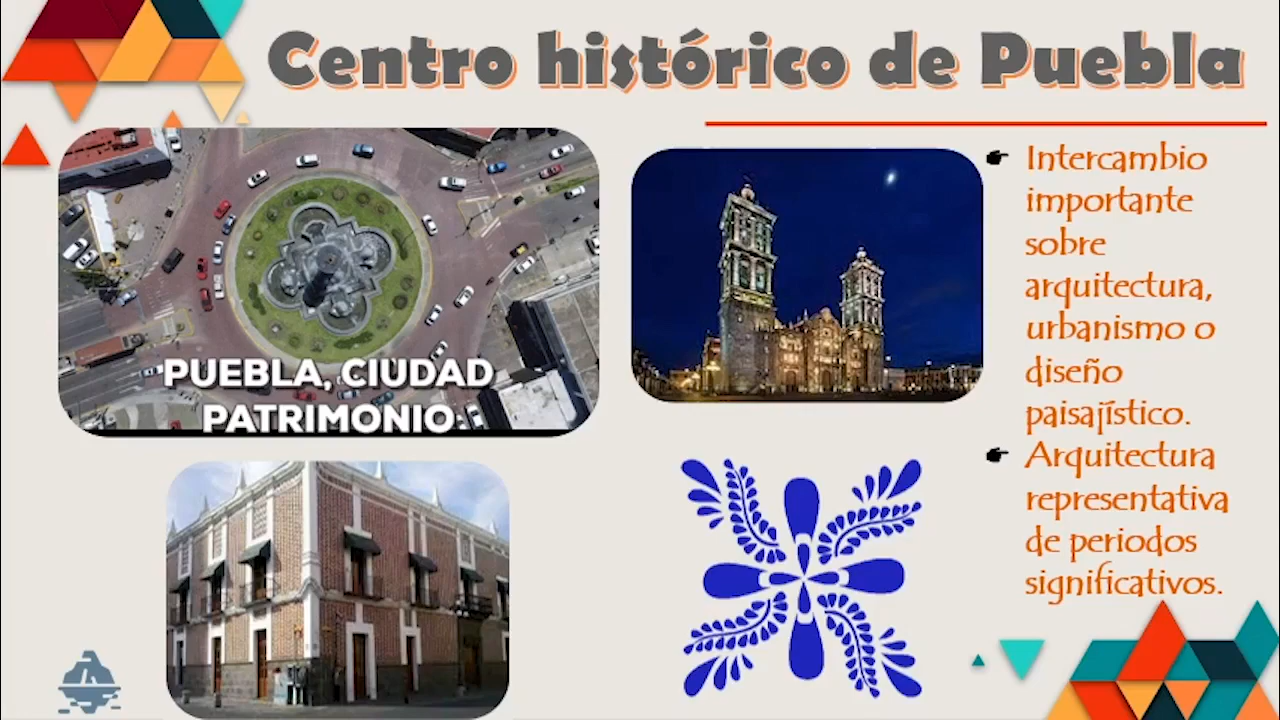 Centro histórico de Puebla
PUEBLA, CIUDAD
PATRIMONIO
Intercambio
importante
sobre
arquitectura,
urbanismo o
diseño
paisajístico.
Arquitectura
representativa
de periodos
significativos.